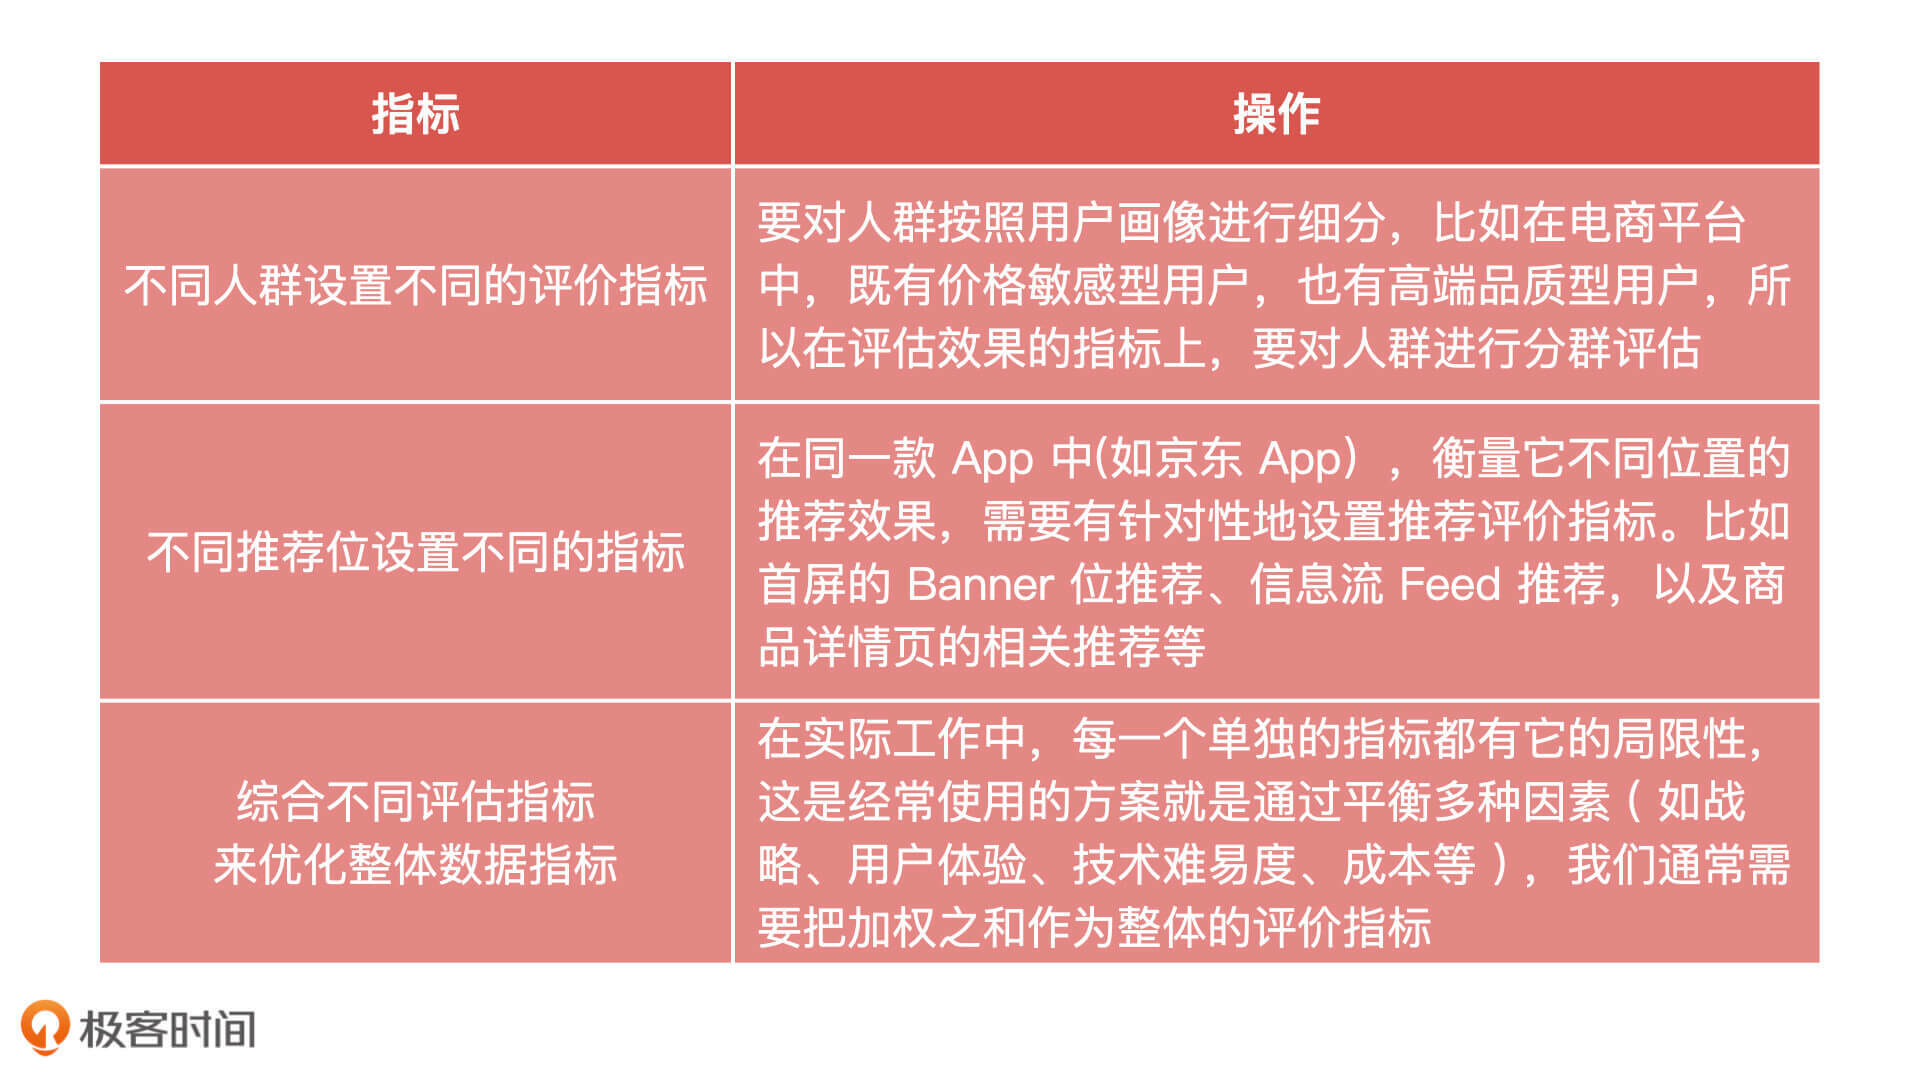 指标
操作
不同人群设置不同的评价指标
要对人群按照用户画像进行细分，比如在电商平台
中，既有价格敏感型用户，也有高端品质型用户，所
以在评估效果的指标上，要对人群进行分群评估
不同推荐位设置不同的指标
在同一款 App 中(如京东 App），衡量它不同位置的
推荐效果，需要有针对性地设置推荐评价指标。比如
首屏的 Banner 位推荐、信息流 Feed 推荐，以及商
品详情页的相关推荐等
综合不同评估指标
来优化整体数据指标
在实际工作中，每一个单独的指标都有它的局限性，
这是经常使用的方案就是通过平衡多种因素（如战
略、用户体验、技术难易度、成本等），我们通常需
要把加权之和作为整体的评价指标
极客时间